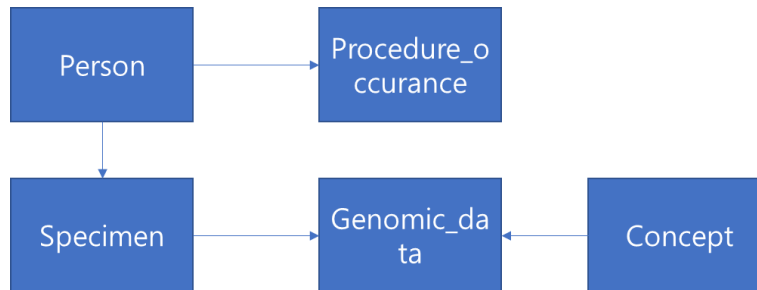 Person
Procedure_o
ccurance
Specimen
Genomic_da
ta
Concept